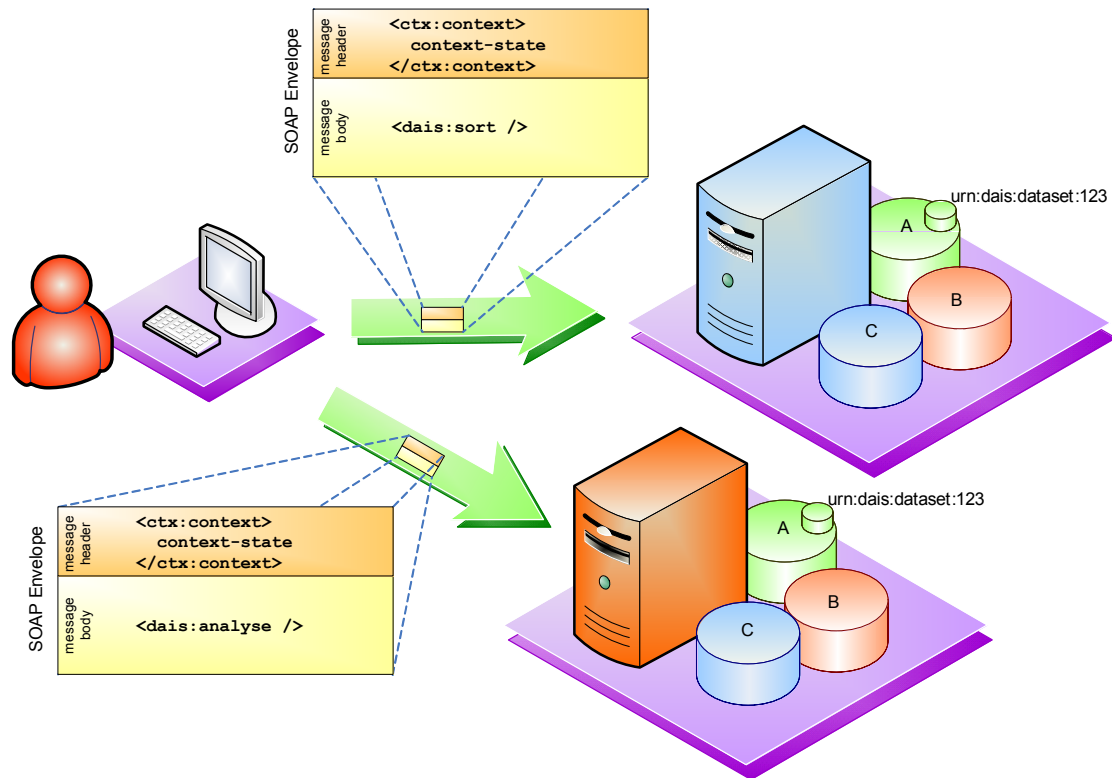 SOAP Envelope
message
header
<ctx:context>
context-state
</ctx:context>
message
body
<dais:sort />
urn:dais:dataset:123
A
B
C
SOAP Envelope
message
header
<ctx:context>
context-state
</ctx:context>
message
body
<dais:analyse />
urn:dais:dataset:123
A
B
C